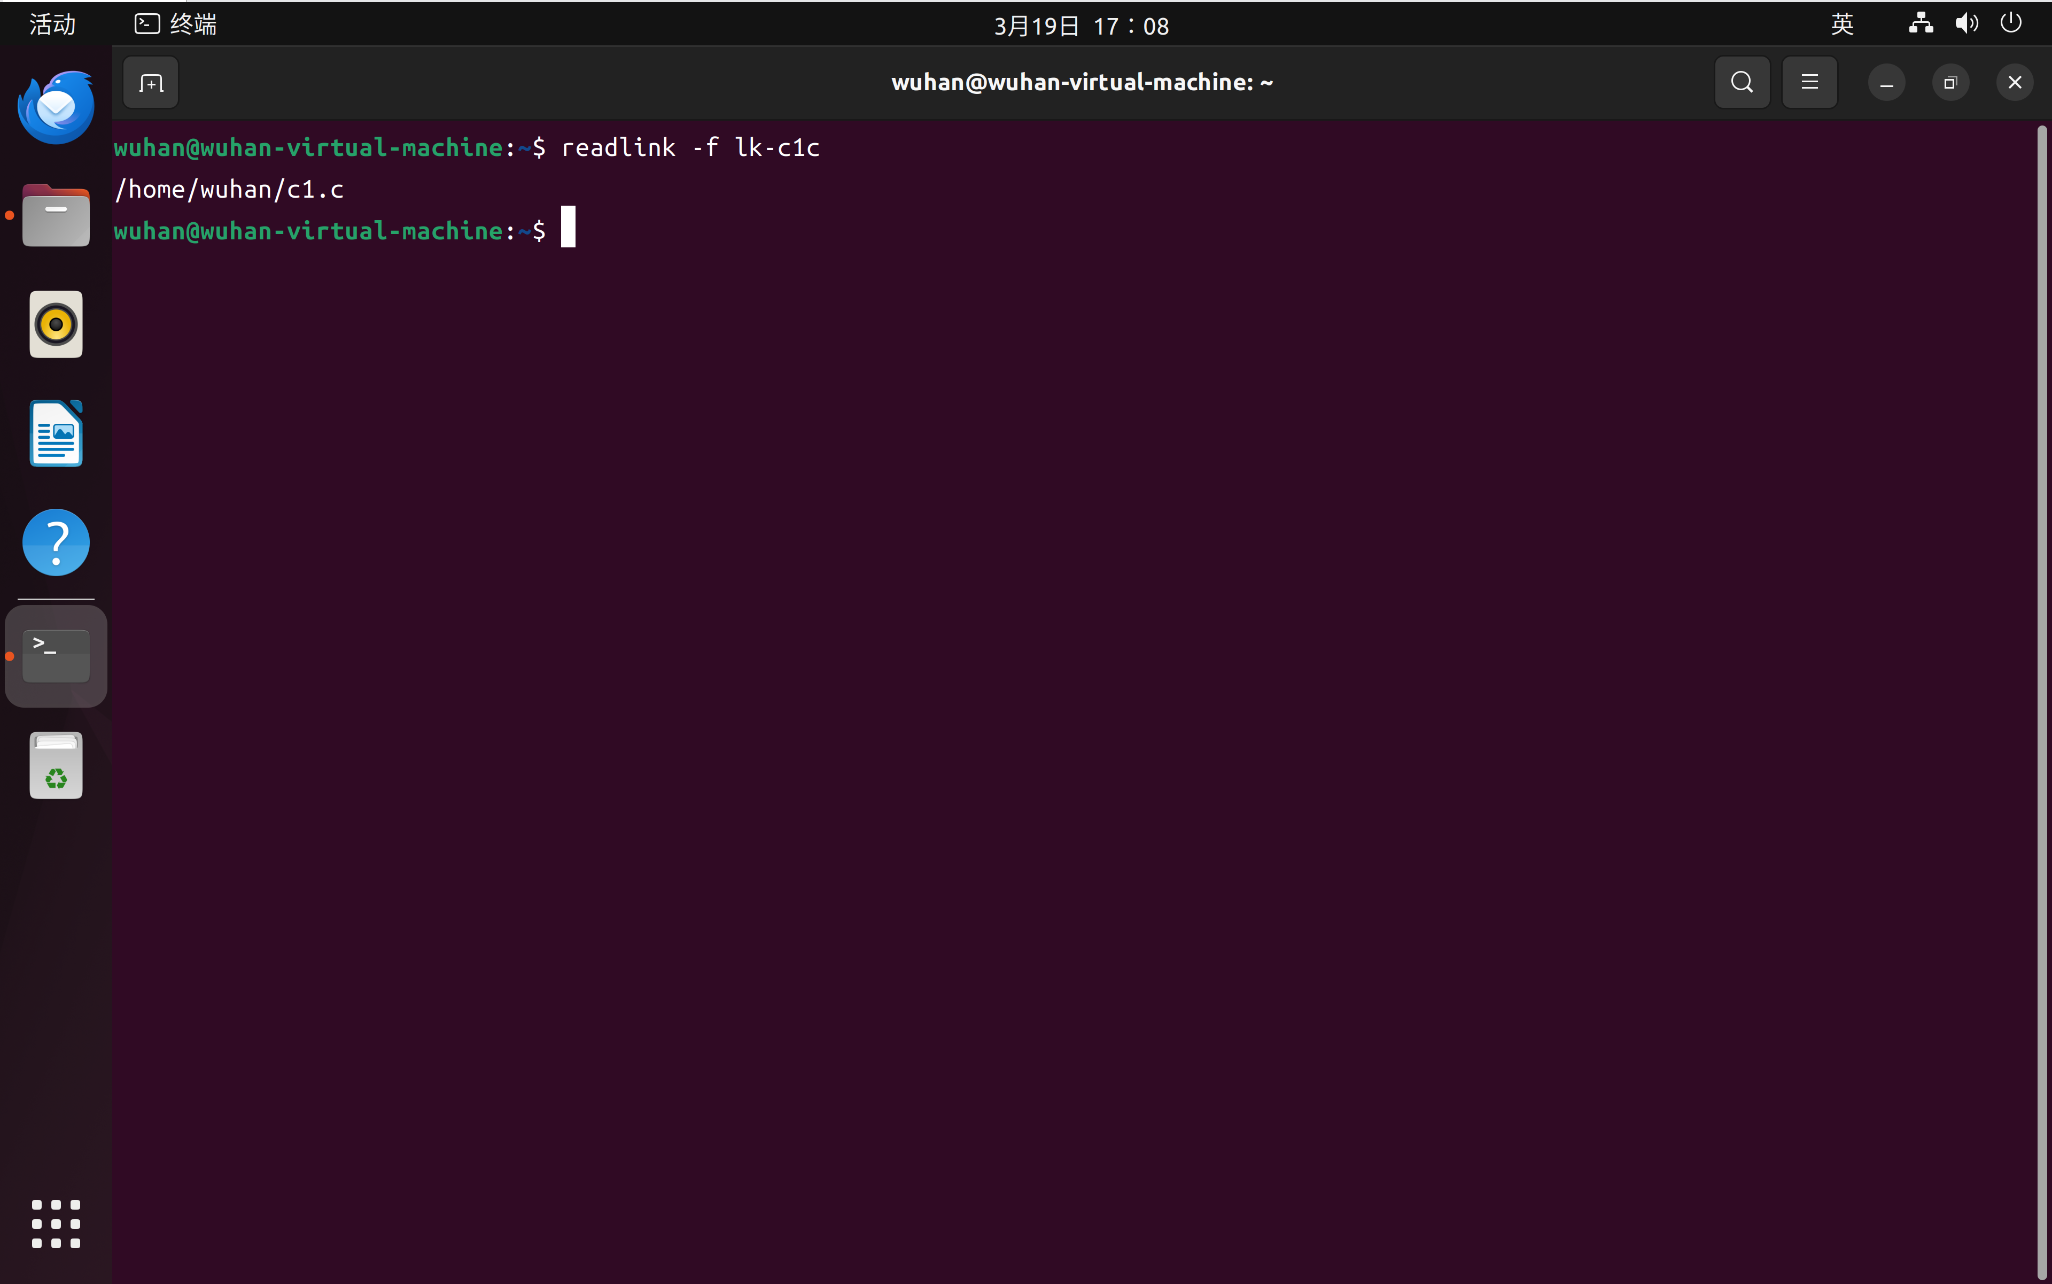 活动 终端 3月19日 17：08 英
wuhan@wuhan-virtual-machine: ~
wuhan@wuhan-virtual-machine:~$ readlink -f lk-c1c
/home/wuhan/c1.c
wuhan@wuhan-virtual-machine:~$